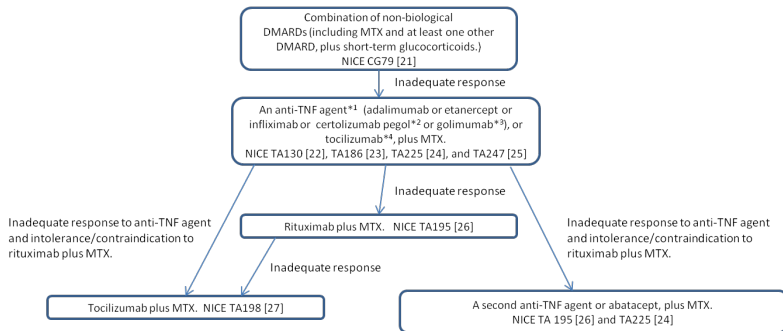 Combination of non-biological
DMARDs (including MTX and at least one other
DMARD, plus short-term glucocorticoids.)
NICE CG79 [21]
Inadequate response
An anti-TNF agent*1 (adalimumab or etanercept or
infliximab or certolizumab pegol*2 or golimumab*3), or
tocilizumab*4, plus MTX.
NICE TA130 [22], TA186 [23], TA225 [24], and TA247 [25]
Inadequate response
Inadequate response to anti-TNF agent
and intolerance/contraindication to
rituximab plus MTX.
Rituximab plus MTX. NICE TA195 [26]
Inadequate response to anti-TNF agent
and intolerance/contraindication to
rituximab plus MTX.
Inadequate response
Tocilizumab plus MTX. NICE TA198 [27]
A second anti-TNF agent or abatacept, plus MTX.
NICE TA 195 [26] and TA225 [24]